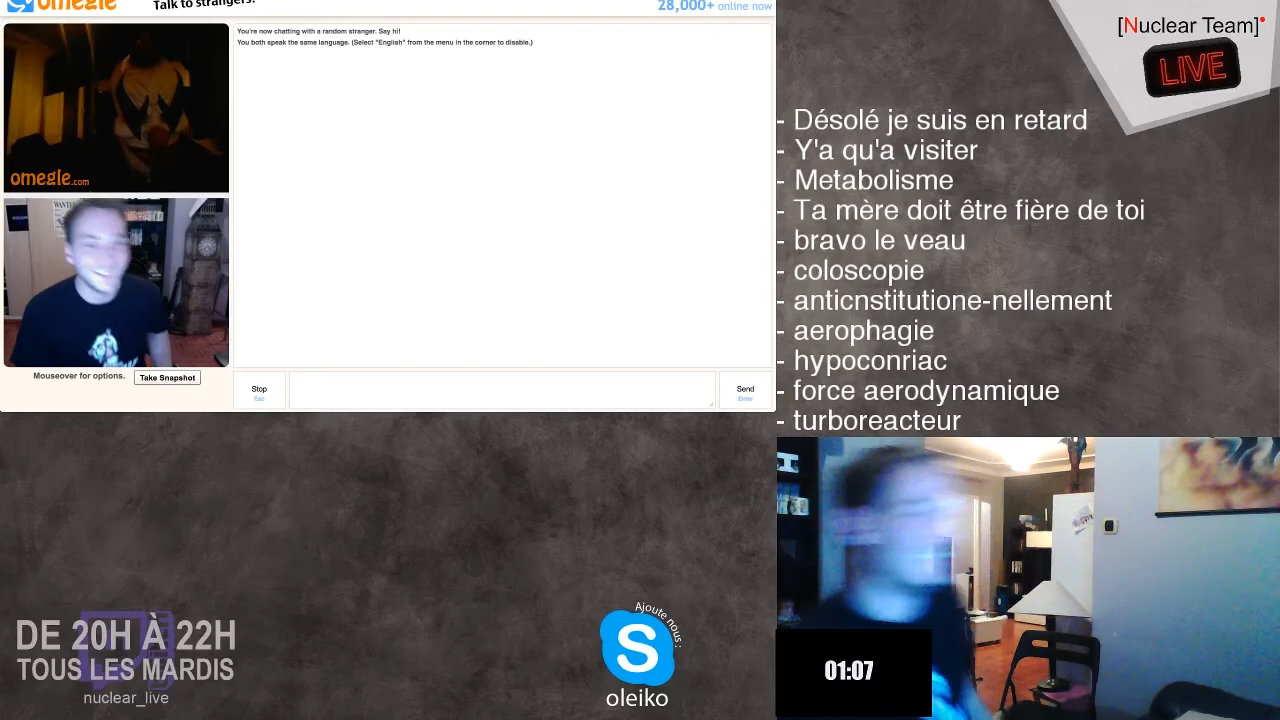 omegle
Talk to strangers!
28,000+ online now
You're now chatting with a random stranger. Say hi!
You both speak the same language. (Select "English" from the menu in the corner to disable.)
omegle.com
Mouseover for options.
Take Snapshot
Stop
Esc
Send
Enter
[Nuclear Team]
LIVE
- Désolé je suis en retard
- Y'a qu'a visiter
- Metabolisme
- Ta mère doit être fière de toi
- bravo le veau
- coloscopie
- anticnstitutione-nellement
- aerophagie
- hypoconriac
- force aerodynamique
- turboreacteur
DE 20H À 22H
TOUS LES MARDIS
nuclear_live
Ajoute nous :
S
oleiko
01:07